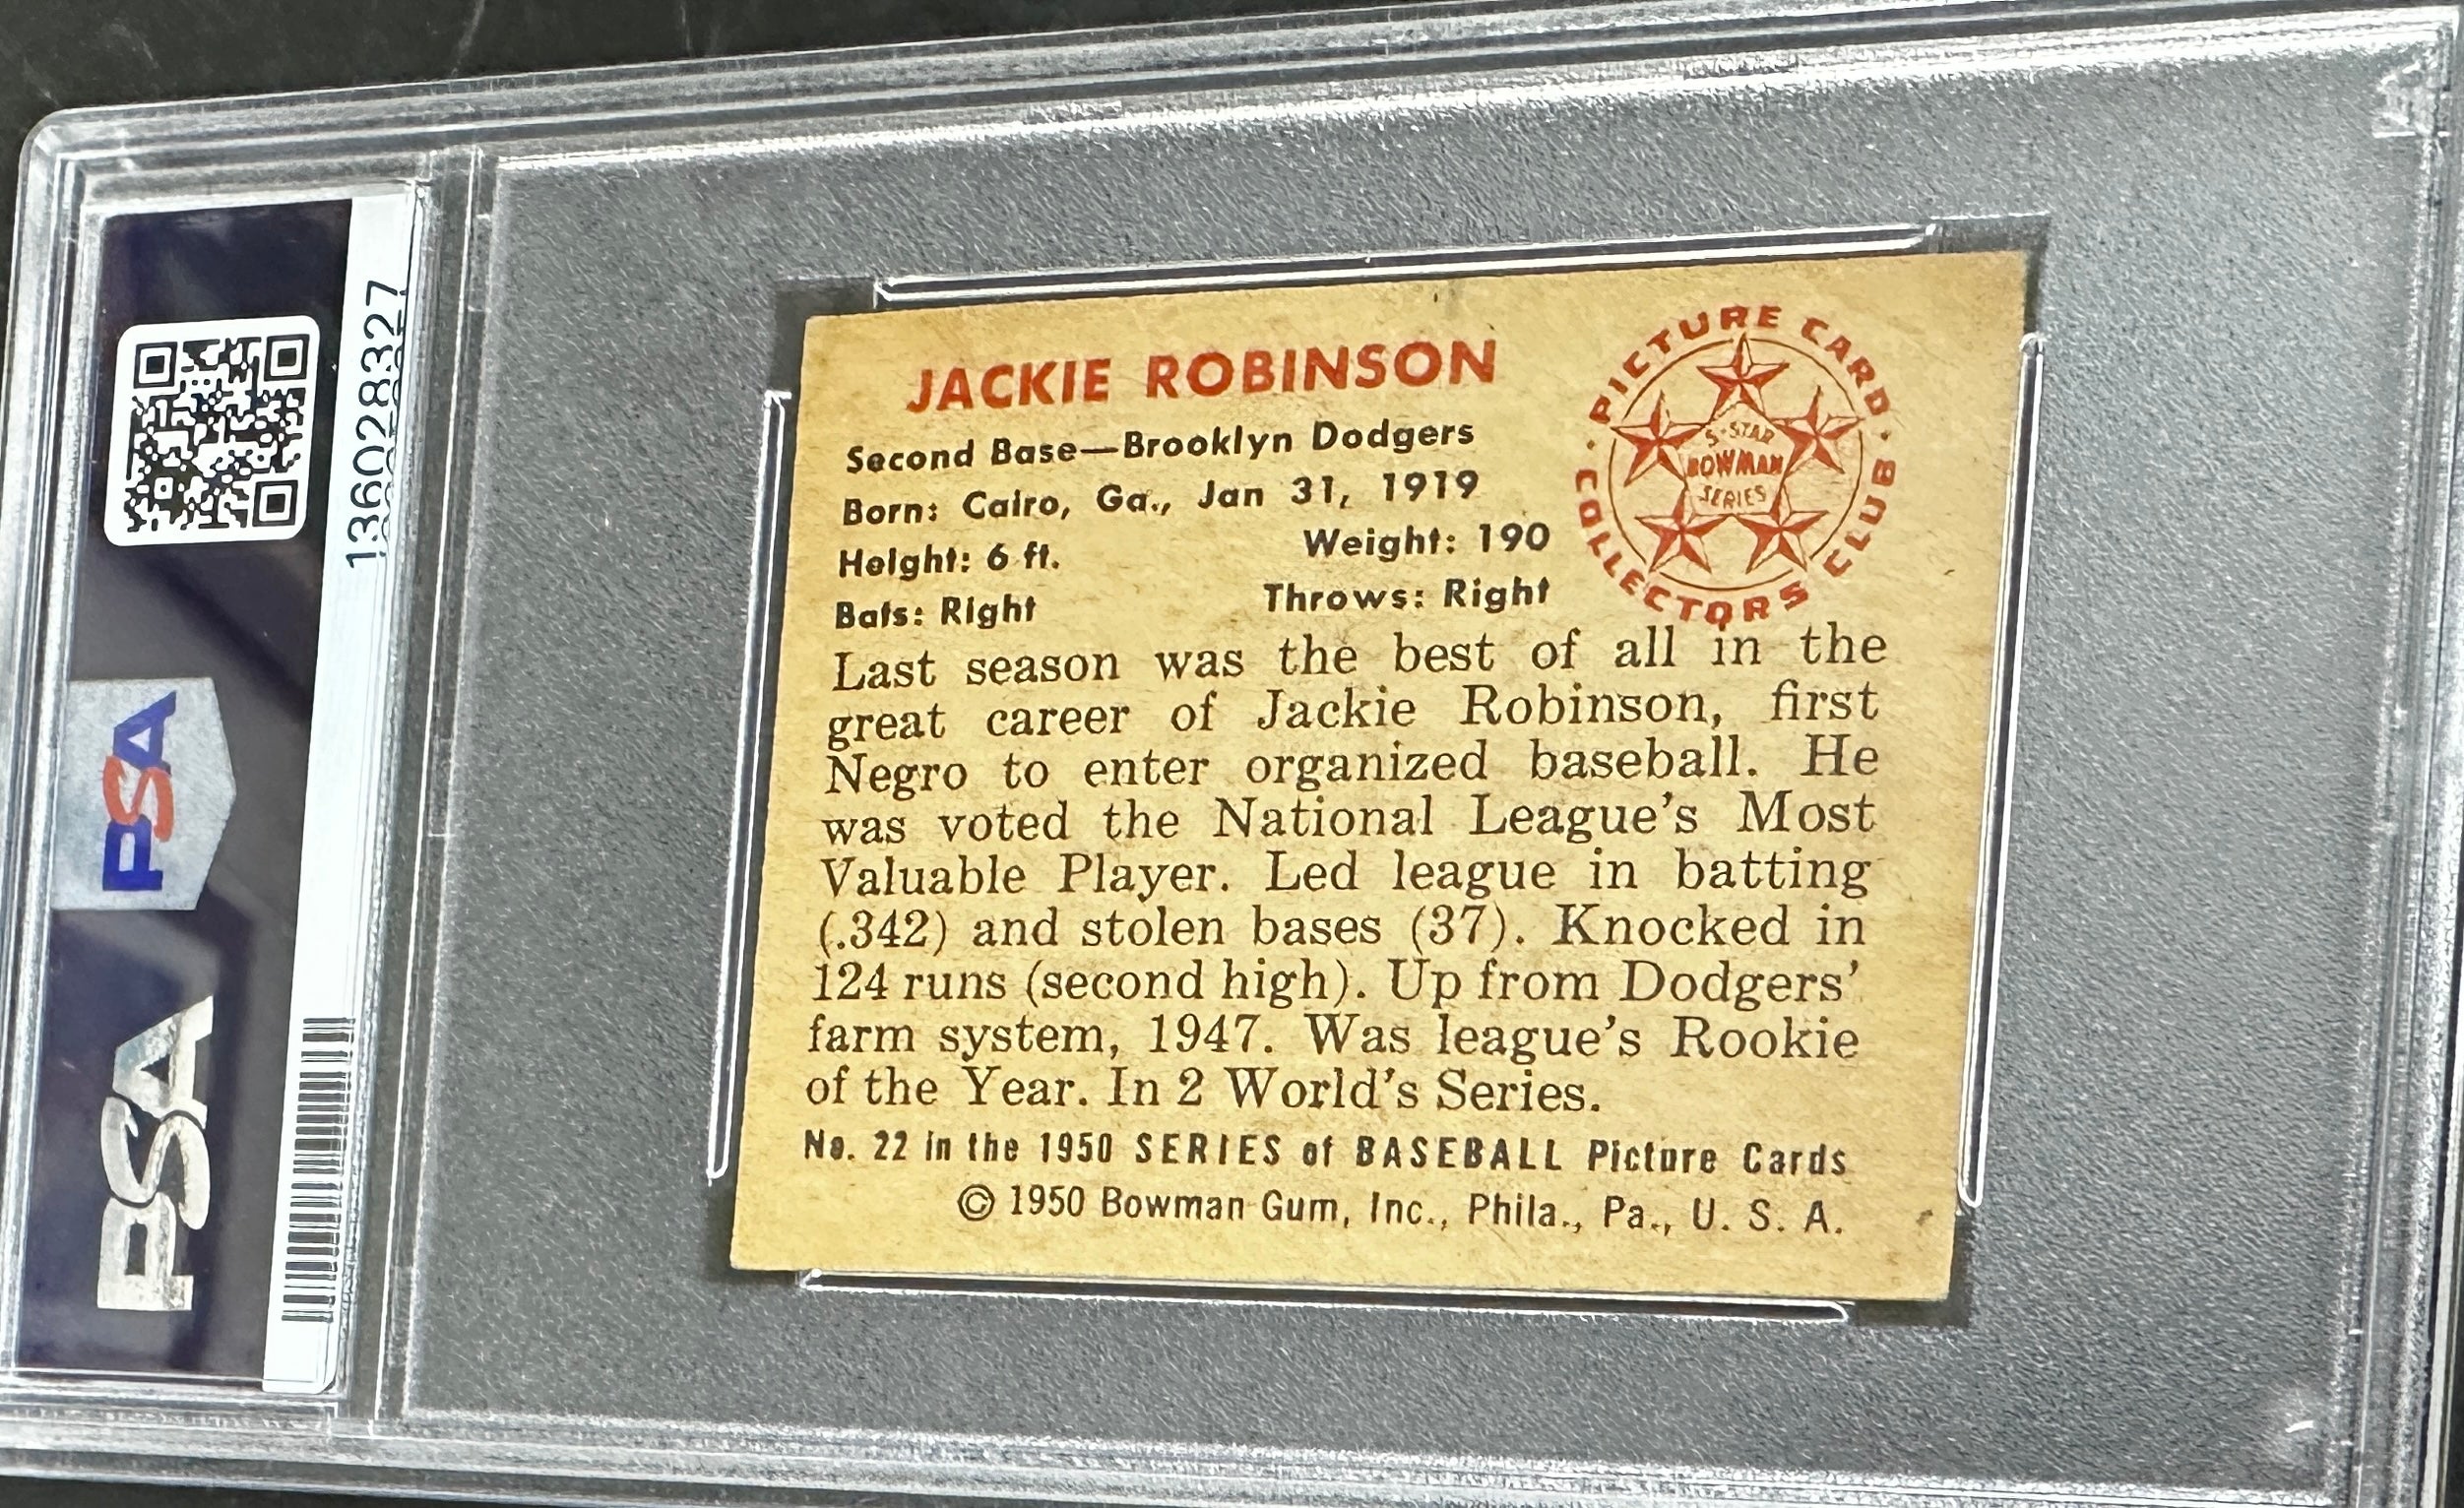 136028327
PSA
PSA
JACKIE ROBINSON
Second Base—Brooklyn Dodgers
Born: Cairo, Ga., Jan 31, 1919
Height: 6 ft. Weight: 190
Bats: Right Throws: Right
PICTURE CARD
COLLECTORS CLUB
5-STAR
BOWMAN
SERIES
Last season was the best of all in the
great career of Jackie Robinson, first
Negro to enter organized baseball. He
was voted the National League's Most
Valuable Player. Led league in batting
(.342) and stolen bases (37). Knocked in
124 runs (second high). Up from Dodgers'
farm system, 1947. Was league's Rookie
of the Year. In 2 World's Series.
No. 22 in the 1950 SERIES of BASEBALL Picture Cards
© 1950 Bowman Gum, Inc., Phila., Pa., U. S. A.